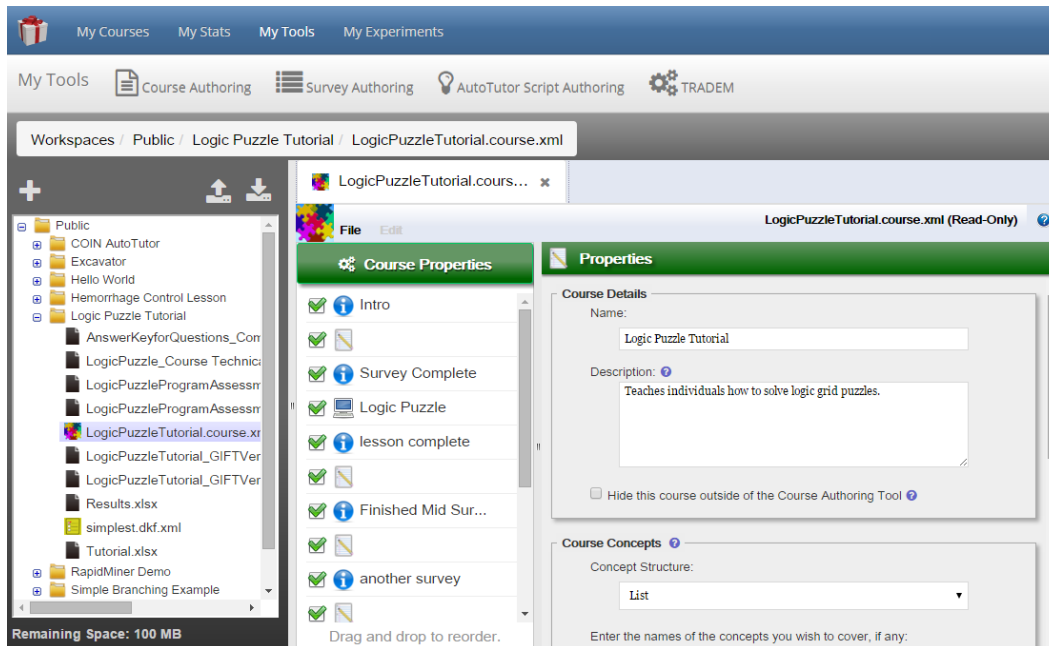 My Courses My Stats My Tools My Experiments
My Tools Course Authoring Survey Authoring AutoTutor Script Authoring TRADEM
Workspaces / Public / Logic Puzzle Tutorial / LogicPuzzleTutorial.course.xml
LogicPuzzleTutorial.cours...
File Edit
LogicPuzzleTutorial.course.xml (Read-Only)
Public
COIN AutoTutor
Excavator
Hello World
Hemorrhage Control Lesson
Logic Puzzle Tutorial
AnswerKeyforQuestions_Com
LogicPuzzle_Course Technica
LogicPuzzleProgramAssessm
LogicPuzzleProgramAssessm
LogicPuzzleTutorial.course.xr
LogicPuzzleTutorial_GIFTVer
LogicPuzzleTutorial_GIFTVer
Results.xlsx
simplest.dkf.xml
Tutorial.xlsx
RapidMiner Demo
Simple Branching Example
Remaining Space: 100 MB
Course Properties
Intro
Survey Complete
Logic Puzzle
lesson complete
Finished Mid Sur...
another survey
Drag and drop to reorder.
Properties
Course Details
Name:
Logic Puzzle Tutorial
Description:
Teaches individuals how to solve logic grid puzzles.
Hide this course outside of the Course Authoring Tool
Course Concepts
Concept Structure:
List
Enter the names of the concepts you wish to cover, if any: